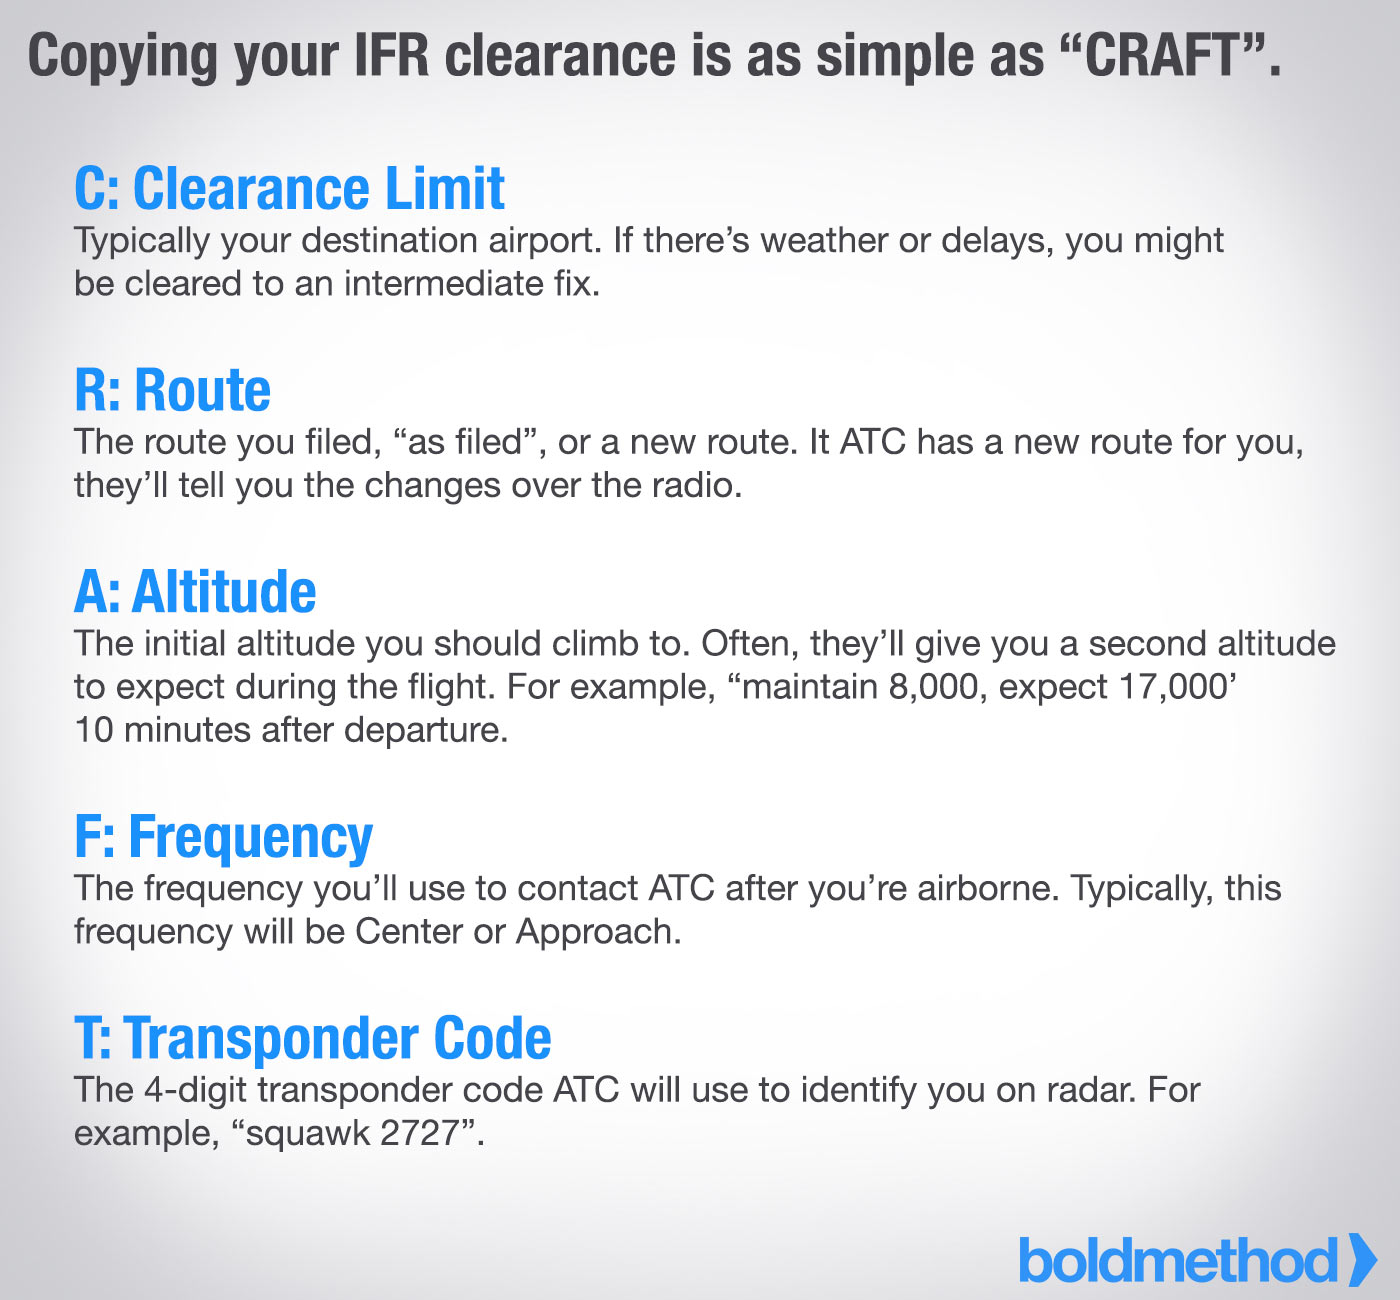 Copying your IFR clearance is as simple as “CRAFT”.
C: Clearance Limit
Typically your destination airport. If there’s weather or delays, you might
be cleared to an intermediate fix.
R: Route
The route you filed, “as filed”, or a new route. It ATC has a new route for you,
they’ll tell you the changes over the radio.
A: Altitude
The initial altitude you should climb to. Often, they’ll give you a second altitude
to expect during the flight. For example, “maintain 8,000, expect 17,000’
10 minutes after departure.
F: Frequency
The frequency you’ll use to contact ATC after you’re airborne. Typically, this
frequency will be Center or Approach.
T: Transponder Code
The 4-digit transponder code ATC will use to identify you on radar. For
example, “squawk 2727”.
boldmethod